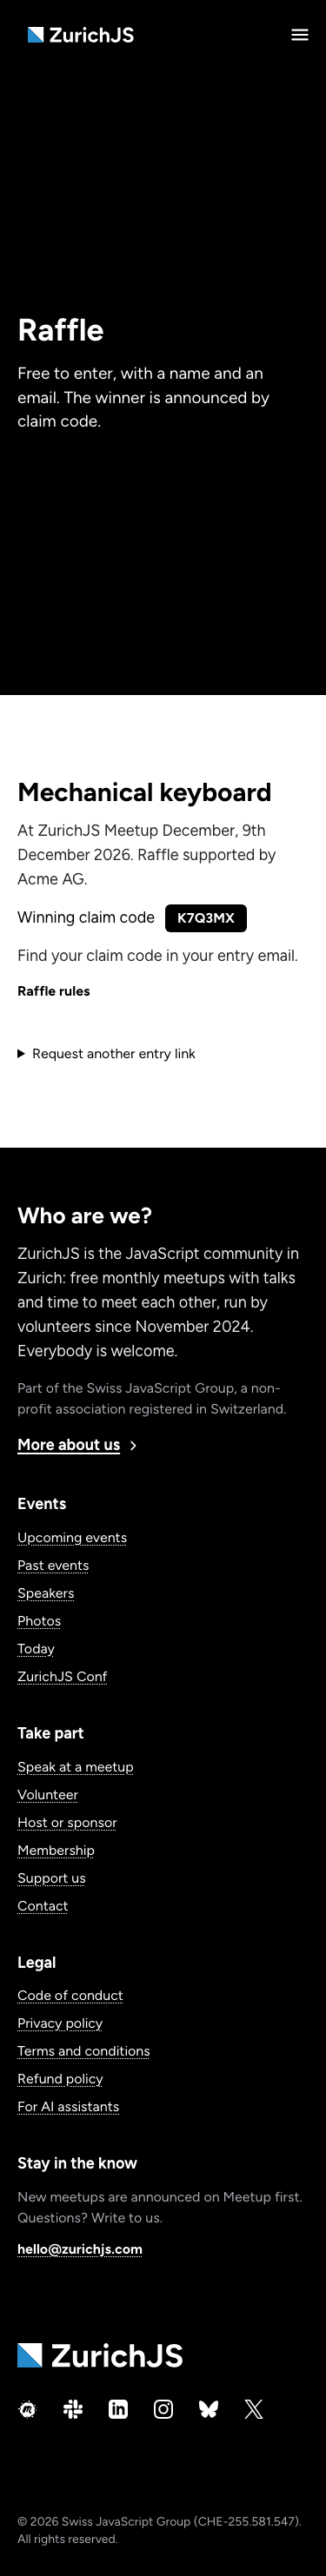 ZurichJS
Raffle
Free to enter, with a name and an
email. The winner is announced by
claim code.
Mechanical keyboard
At ZurichJS Meetup December, 9th
December 2026. Raffle supported by
Acme AG.
Winning claim code K7Q3MX
Find your claim code in your entry email.
Raffle rules
Request another entry link
Who are we?
ZurichJS is the JavaScript community in
Zurich: free monthly meetups with talks
and time to meet each other, run by
volunteers since November 2024.
Everybody is welcome.
Part of the Swiss JavaScript Group, a non-
profit association registered in Switzerland.
More about us
Events
Upcoming events
Past events
Speakers
Photos
Today
ZurichJS Conf
Take part
Speak at a meetup
Volunteer
Host or sponsor
Membership
Support us
Contact
Legal
Code of conduct
Privacy policy
Terms and conditions
Refund policy
For AI assistants
Stay in the know
New meetups are announced on Meetup first.
Questions? Write to us.
hello@zurichjs.com
ZurichJS
© 2026 Swiss JavaScript Group (CHE-255.581.547).
All rights reserved.